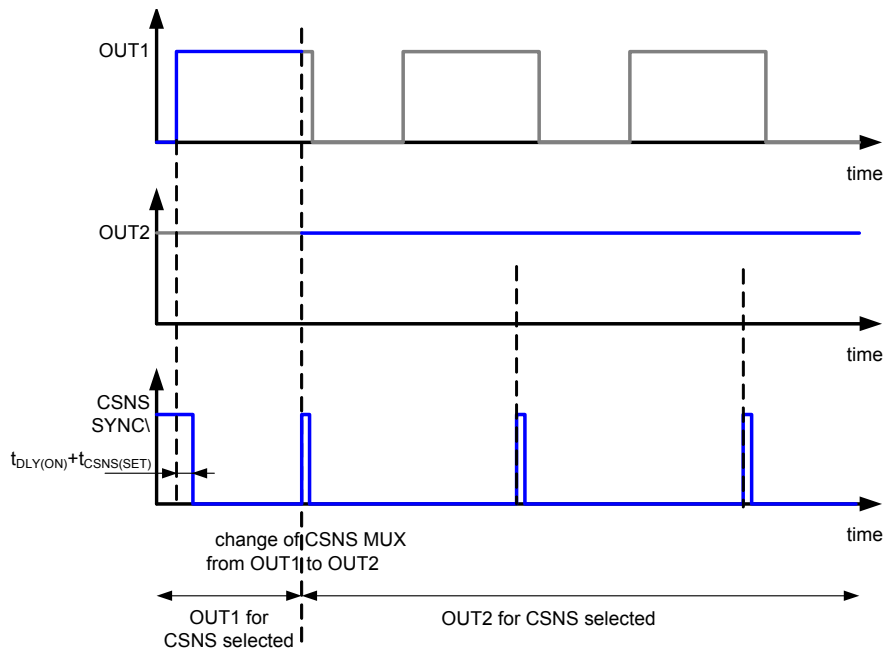 OUT1
time
OUT2
time
CSNS
SYNC\
tDLY(ON)+tCSNS(SET)
time
change of CSNS MUX
from OUT1 to OUT2
OUT1 for
CSNS selected
OUT2 for CSNS selected